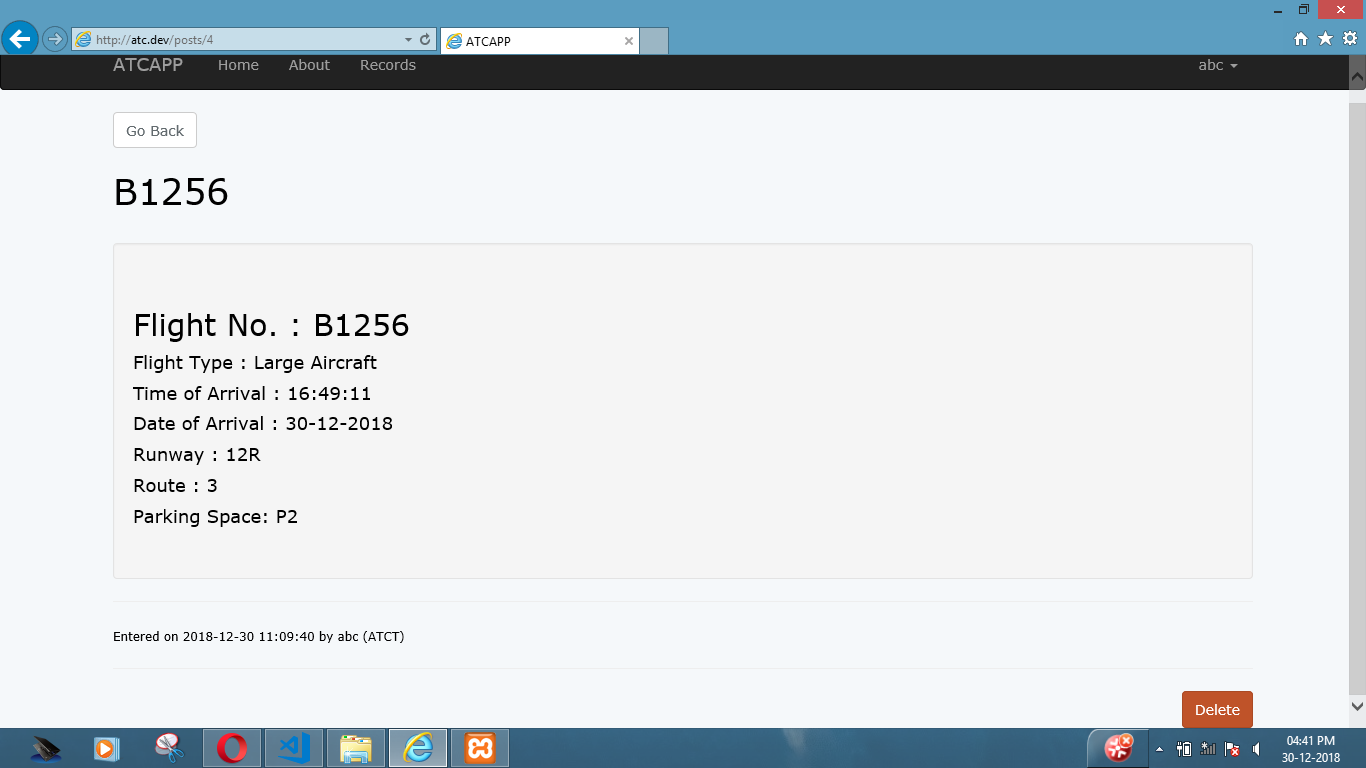 http://atc.dev/posts/4
ATCAPP
ATCAPP Home About Records abc
Go Back
B1256
Flight No. : B1256
Flight Type : Large Aircraft
Time of Arrival : 16:49:11
Date of Arrival : 30-12-2018
Runway : 12R
Route : 3
Parking Space: P2
Entered on 2018-12-30 11:09:40 by abc (ATCT)
Delete
04:41 PM
30-12-2018